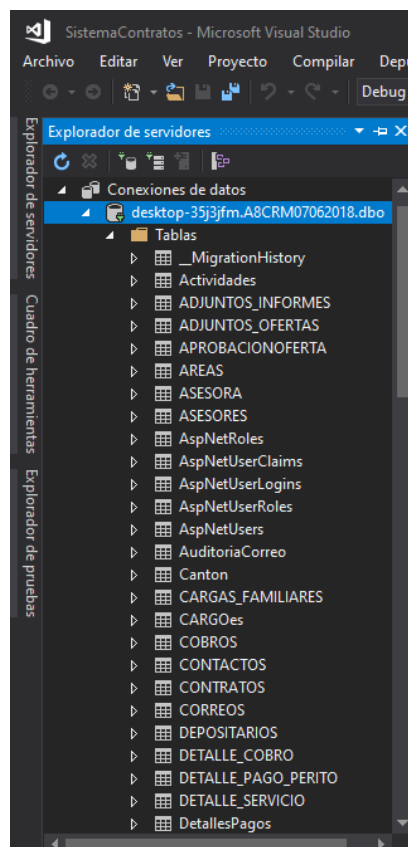 SistemaContratos - Microsoft Visual Studio
Archivo Editar Ver Proyecto Compilar Depu
Debug
Explorador de servidores
Cuadro de herramientas
Explorador de pruebas
Explorador de servidores
Conexiones de datos
desktop-35j3jfm.A8CRM07062018.dbo
Tablas
__MigrationHistory
Actividades
ADJUNTOS_INFORMES
ADJUNTOS_OFERTAS
APROBACIONOFERTA
AREAS
ASESORA
ASESORES
AspNetRoles
AspNetUserClaims
AspNetUserLogins
AspNetUserRoles
AspNetUsers
AuditoriaCorreo
Canton
CARGAS_FAMILIARES
CARGOes
COBROS
CONTACTOS
CONTRATOS
CORREOS
DEPOSITARIOS
DETALLE_COBRO
DETALLE_PAGO_PERITO
DETALLE_SERVICIO
DetallesPagos